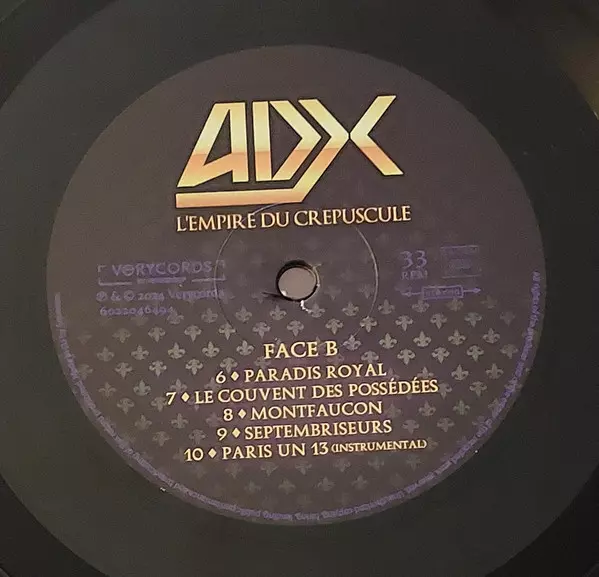 ADX
L'EMPIRE DU CREPUSCULE
VERYCORDS
℗ & © 2024 Verycords
33
R.P.M
STEREO
FACE B
6 ♦ PARADIS ROYAL
7 ♦ LE COUVENT DES POSSÉDÉES
8 ♦ MONTFAUCON
9 ♦ SEPTEMBRISEURS
10 ♦ PARIS UN 13 (INSTRUMENTAL)